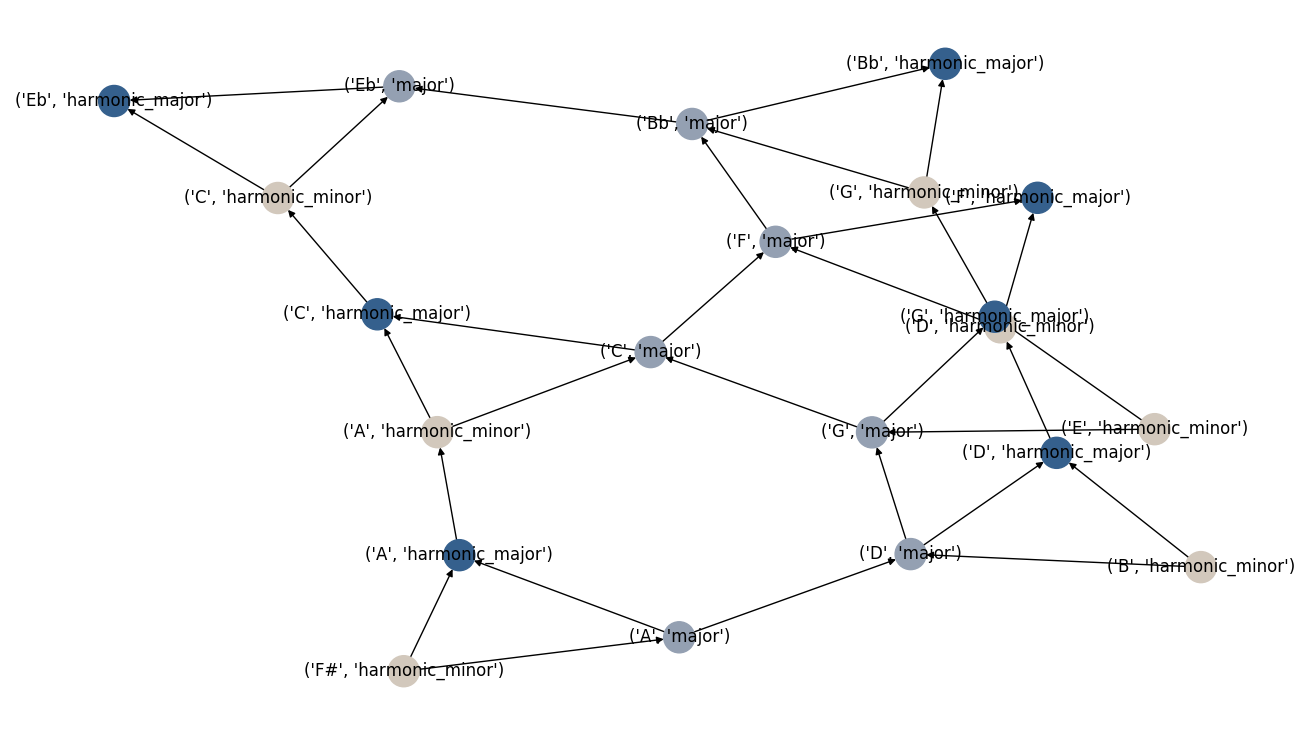 ('Bb', 'harmonic_major')
('Eb', 'major')
('Eb', 'harmonic_major')
('Bb', 'major')
('G', 'harmonic_minor')
('C', 'harmonic_minor')
('F', 'harmonic_major')
('F', 'major')
('C', 'harmonic_major')
('G', 'harmonic_major')
('D', 'harmonic_minor')
('C', 'major')
('E', 'harmonic_minor')
('A', 'harmonic_minor')
('G', 'major')
('D', 'harmonic_major')
('D', 'major')
('A', 'harmonic_major')
('B', 'harmonic_minor')
('A', 'major')
('F#', 'harmonic_minor')